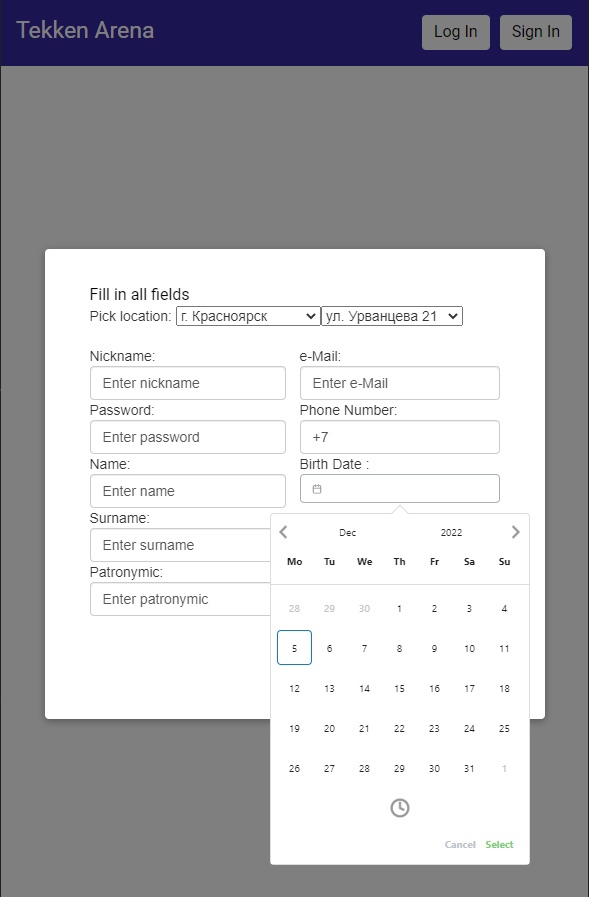 Tekken Arena Log In Sign In
Fill in all fields
Pick location: г. Красноярск ул. Урванцева 21
Nickname: e-Mail:
Enter nickname Enter e-Mail
Password: Phone Number:
Enter password +7
Name: Birth Date :
Enter name
Surname:
Enter surname
Patronymic:
Enter patronymic
Dec 2022
Mo Tu We Th Fr Sa Su
28 29 30 1 2 3 4
5 6 7 8 9 10 11
12 13 14 15 16 17 18
19 20 21 22 23 24 25
26 27 28 29 30 31 1
Cancel Select